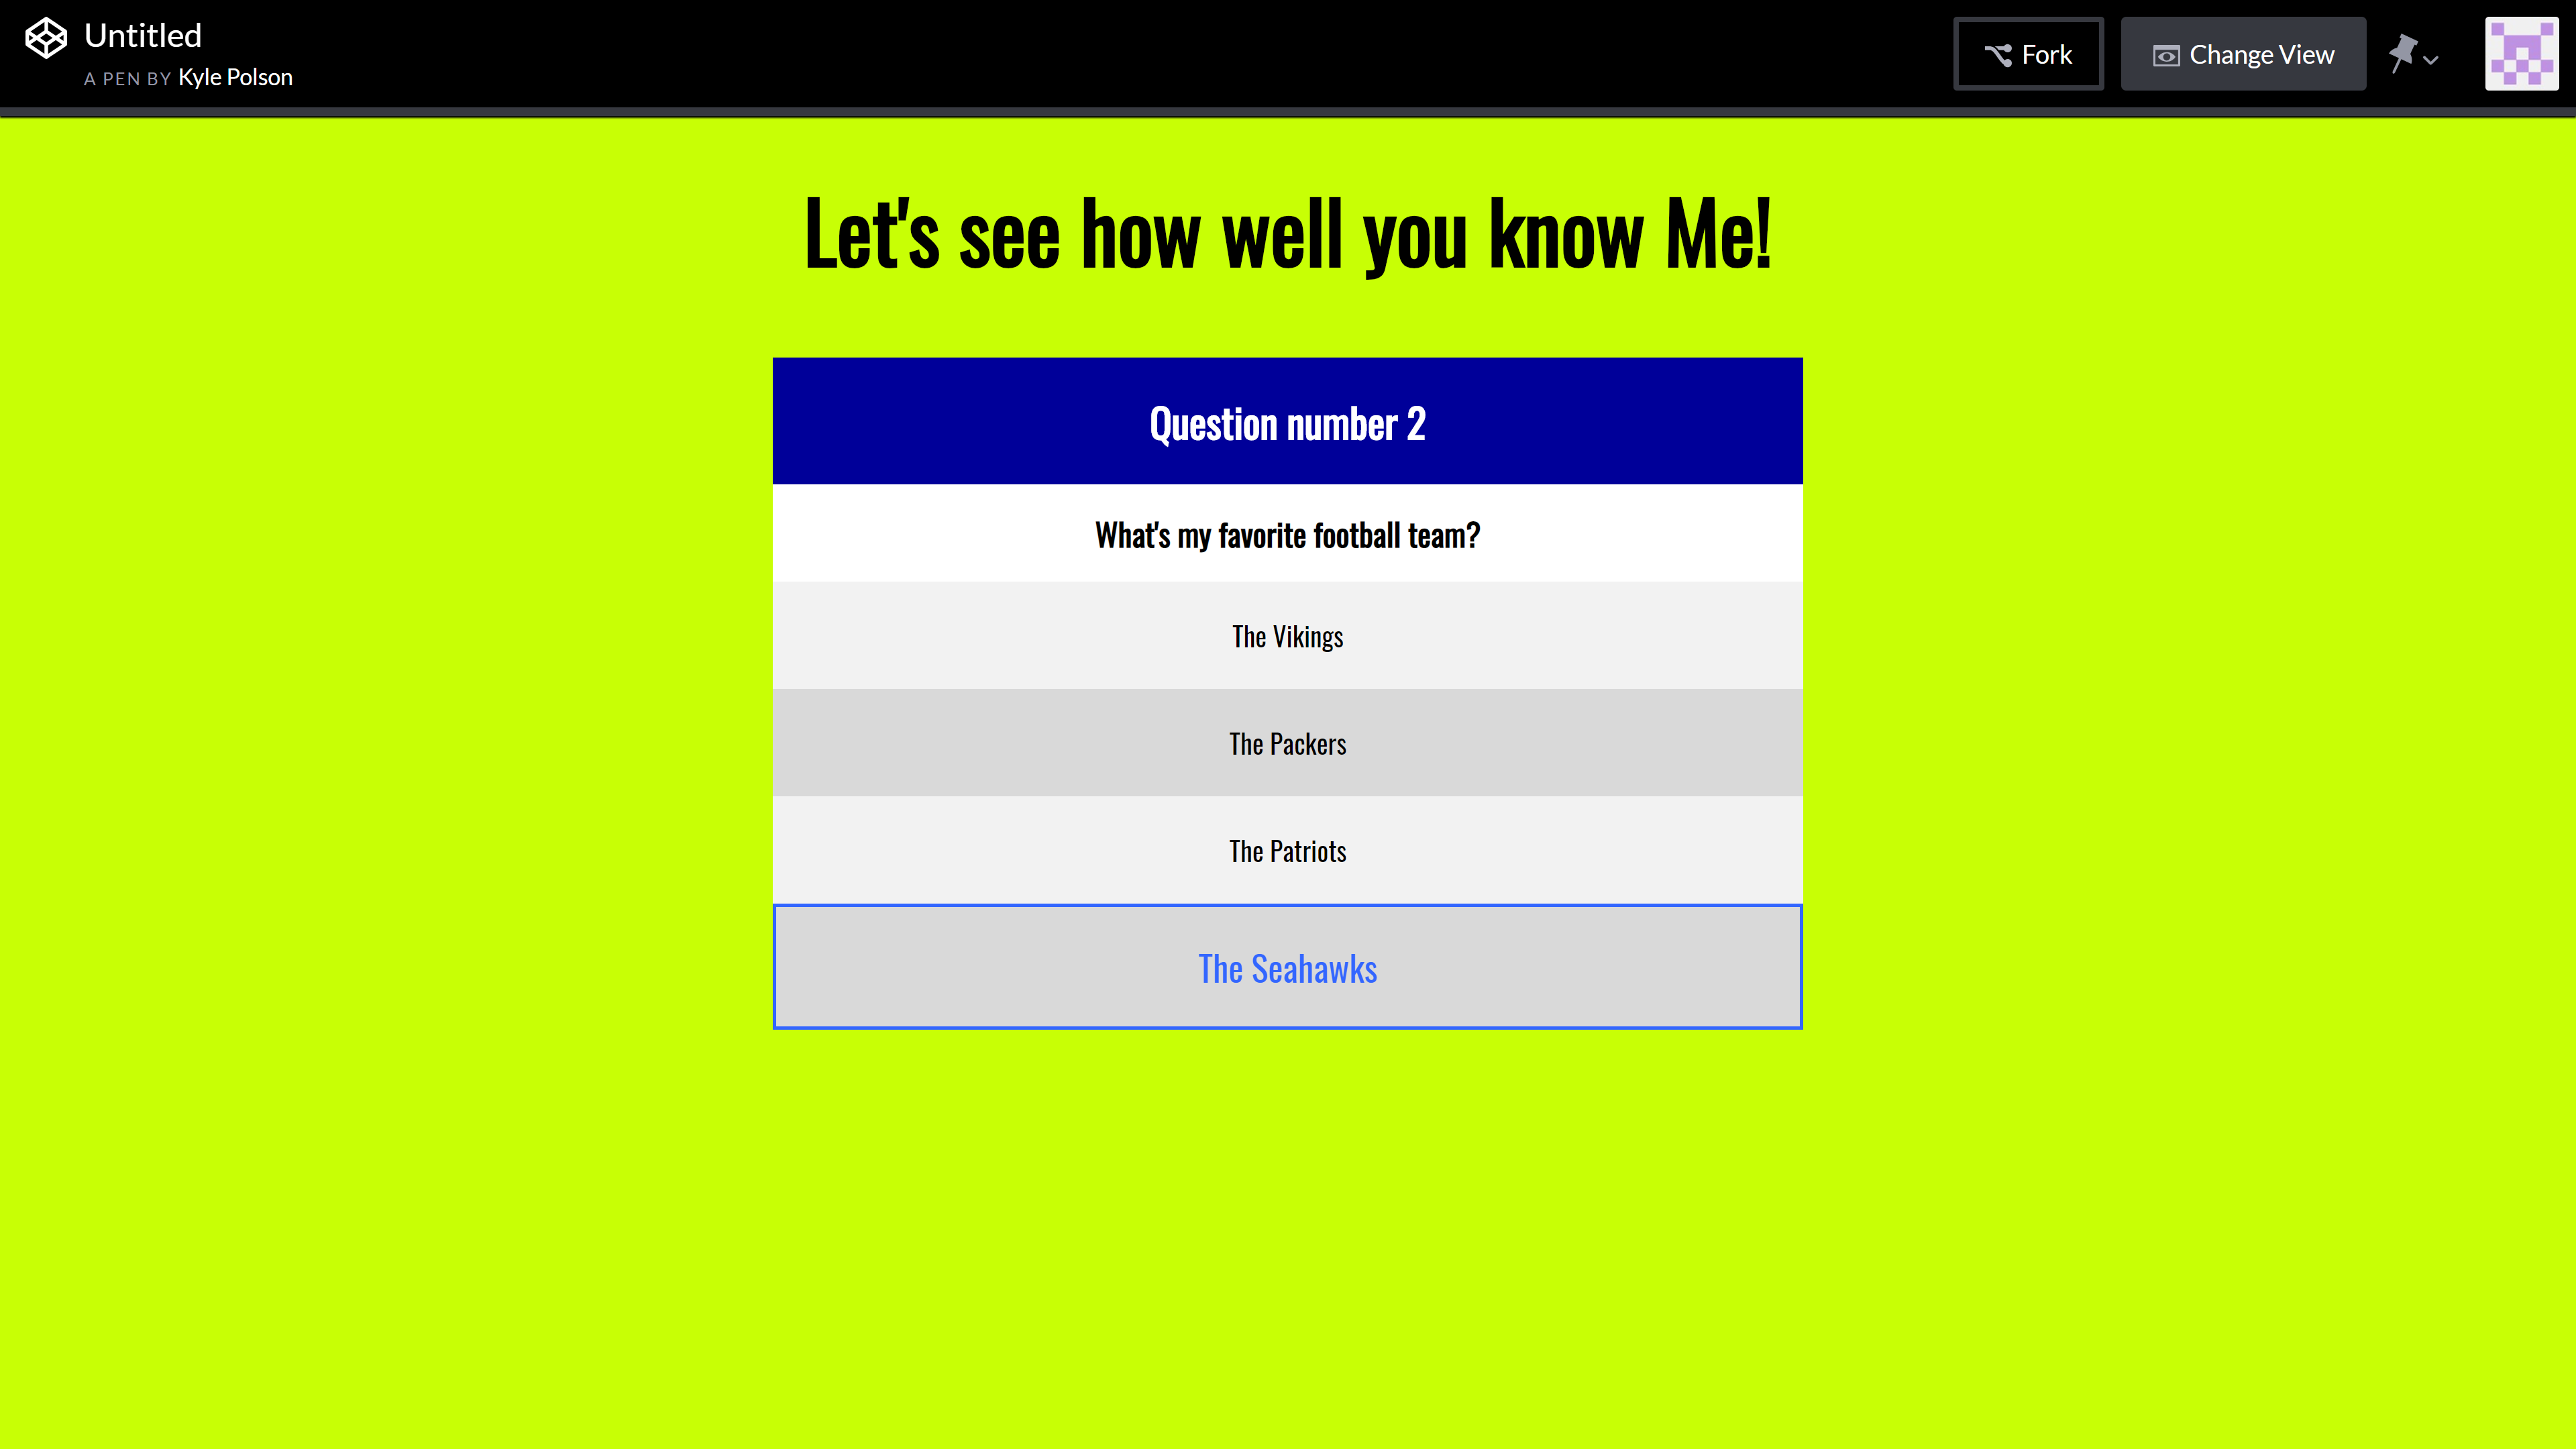 Untitled
A PEN BY Kyle Polson
Fork
Change View
Let's see how well you know Me!
Question number 2
What's my favorite football team?
The Vikings
The Packers
The Patriots
The Seahawks